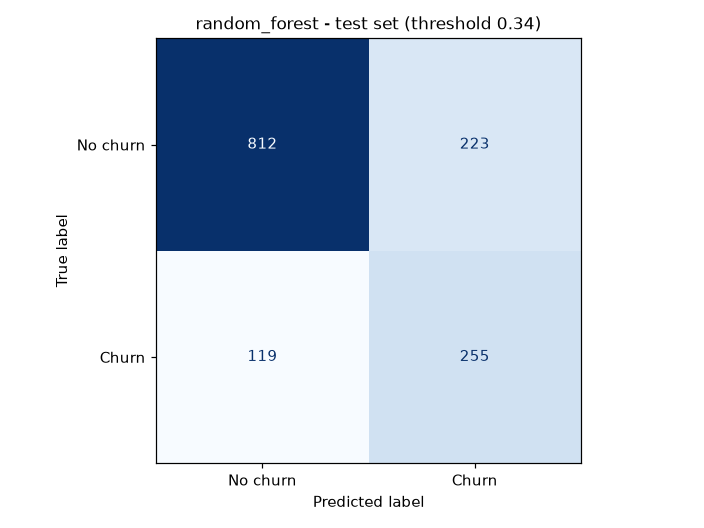 random_forest - test set (threshold 0.34)
True label
No churn
812
223
Churn
119
255
No churn
Churn
Predicted label